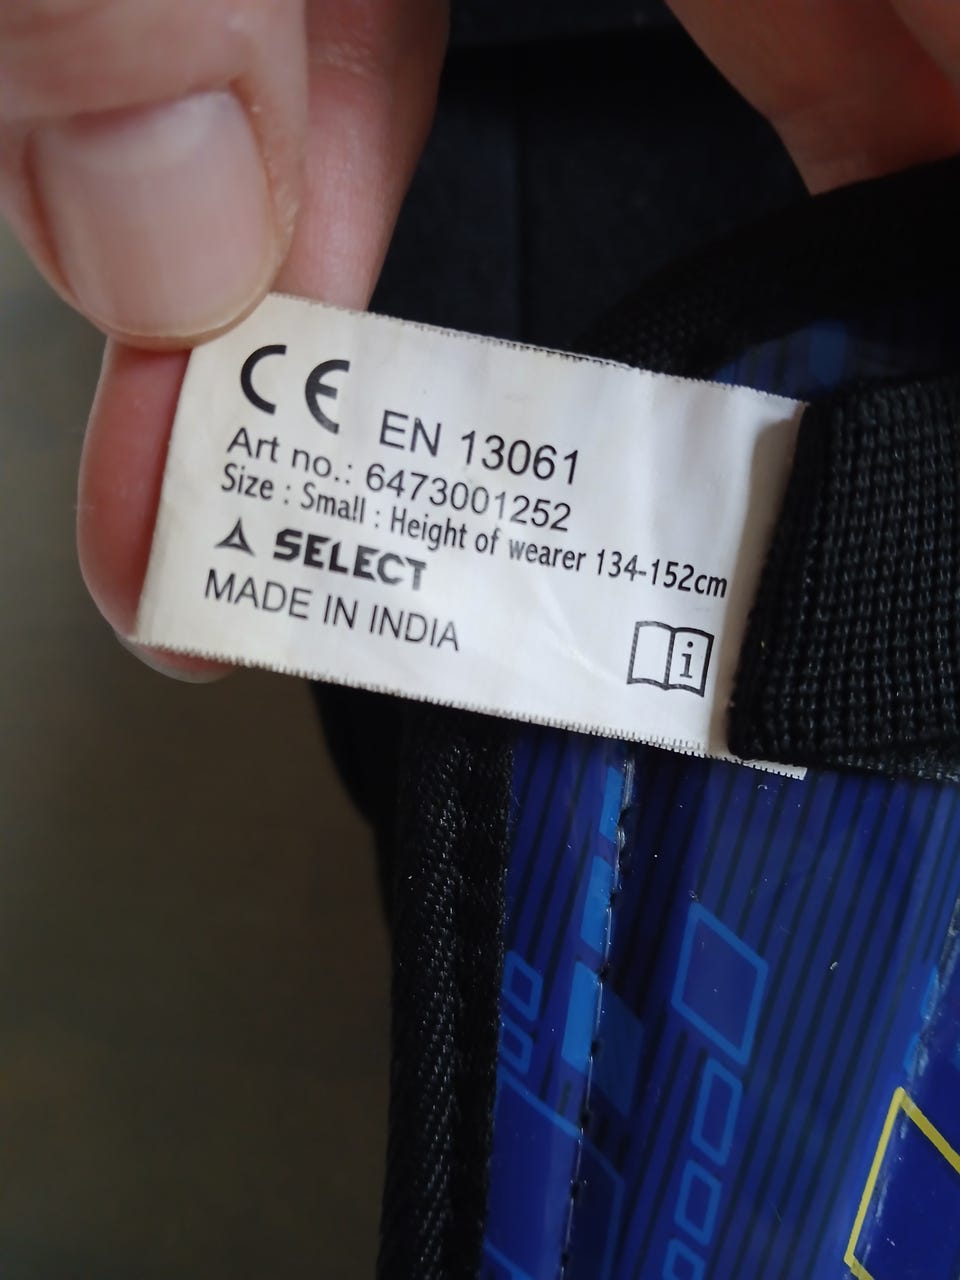 CE EN 13061
Art no.: 6473001252
Size : Small : Height of wearer 134-152cm
SELECT
MADE IN INDIA
i